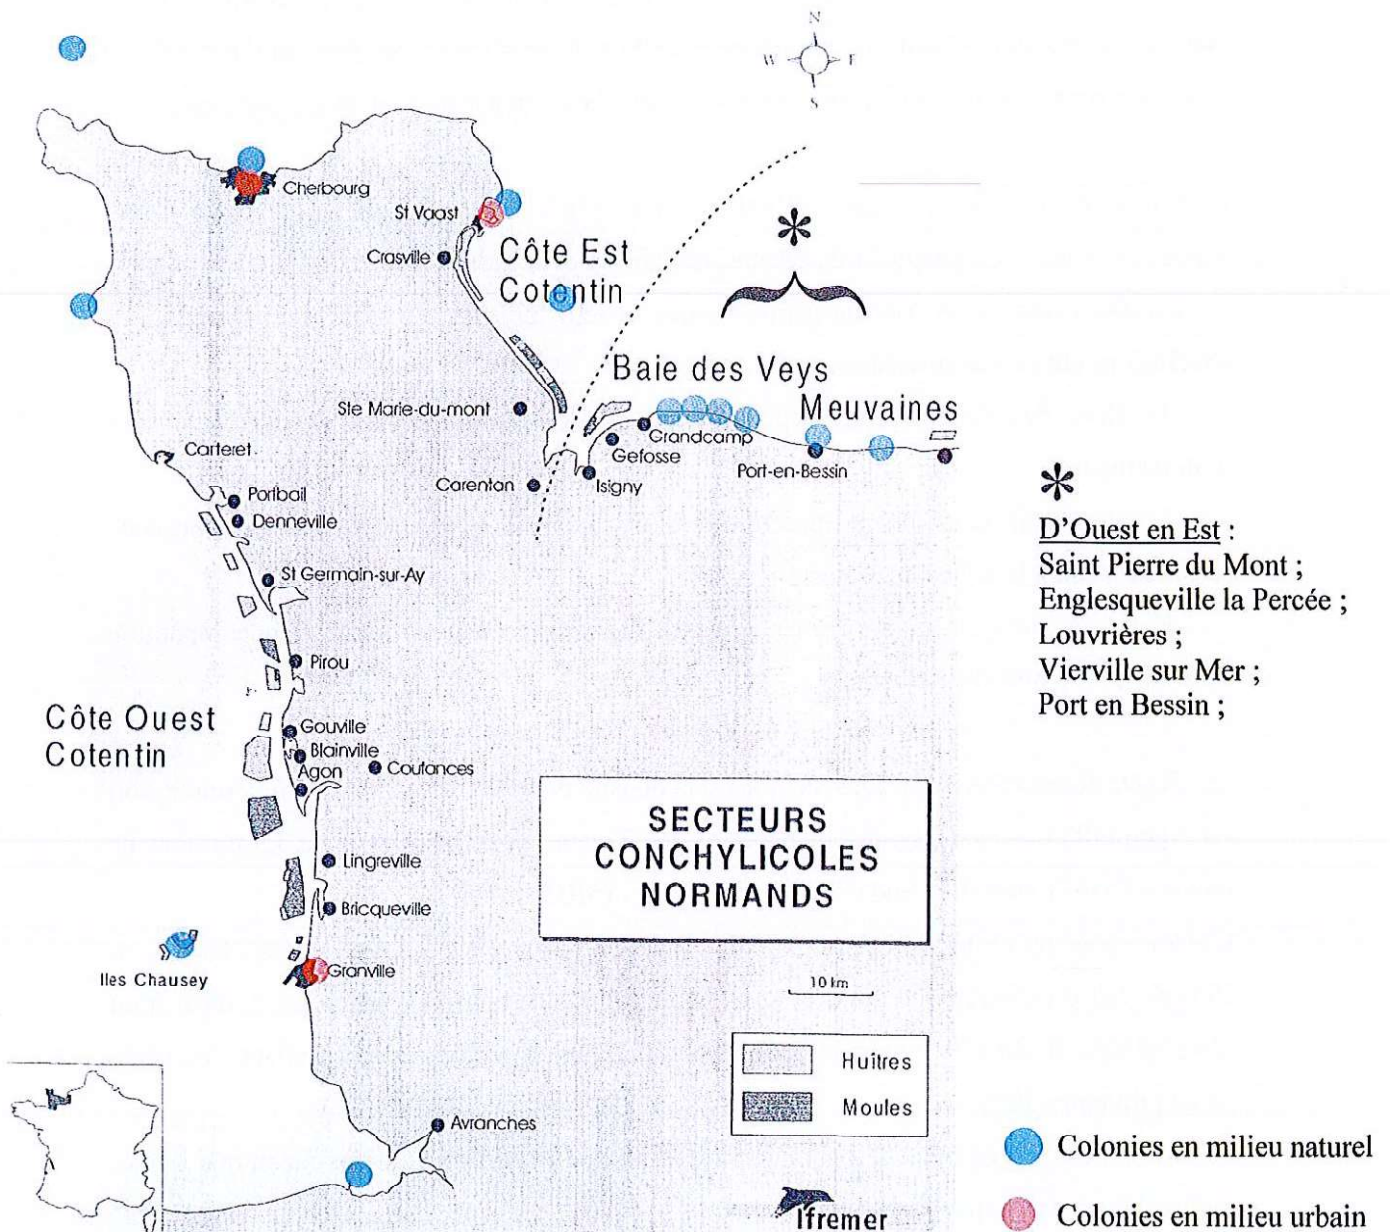 N
W
S
Cherbourg
St Vaast
Crasville
Côte Est
Cotentin
*
Baie des Veys
Meuvaines
Ste Marie-du-mont
Grandcamp
Gefosse
Port-en-Bessin
Carentan
Isigny
Carteret
Portbail
Denneville
St Germain-sur-Ay
*
D'Ouest en Est :
Saint Pierre du Mont ;
Englesqueville la Percée ;
Louvrières ;
Vierville sur Mer ;
Port en Bessin ;
Pirou
Côte Ouest
Cotentin
Gouville
Blainville
Agon
Coutances
SECTEURS
CONCHYLICOLES
NORMANDS
Lingreville
Bricqueville
Iles Chausey
Granville
10 km
Huîtres
Moules
Avranches
Ifremer
Colonies en milieu naturel
Colonies en milieu urbain